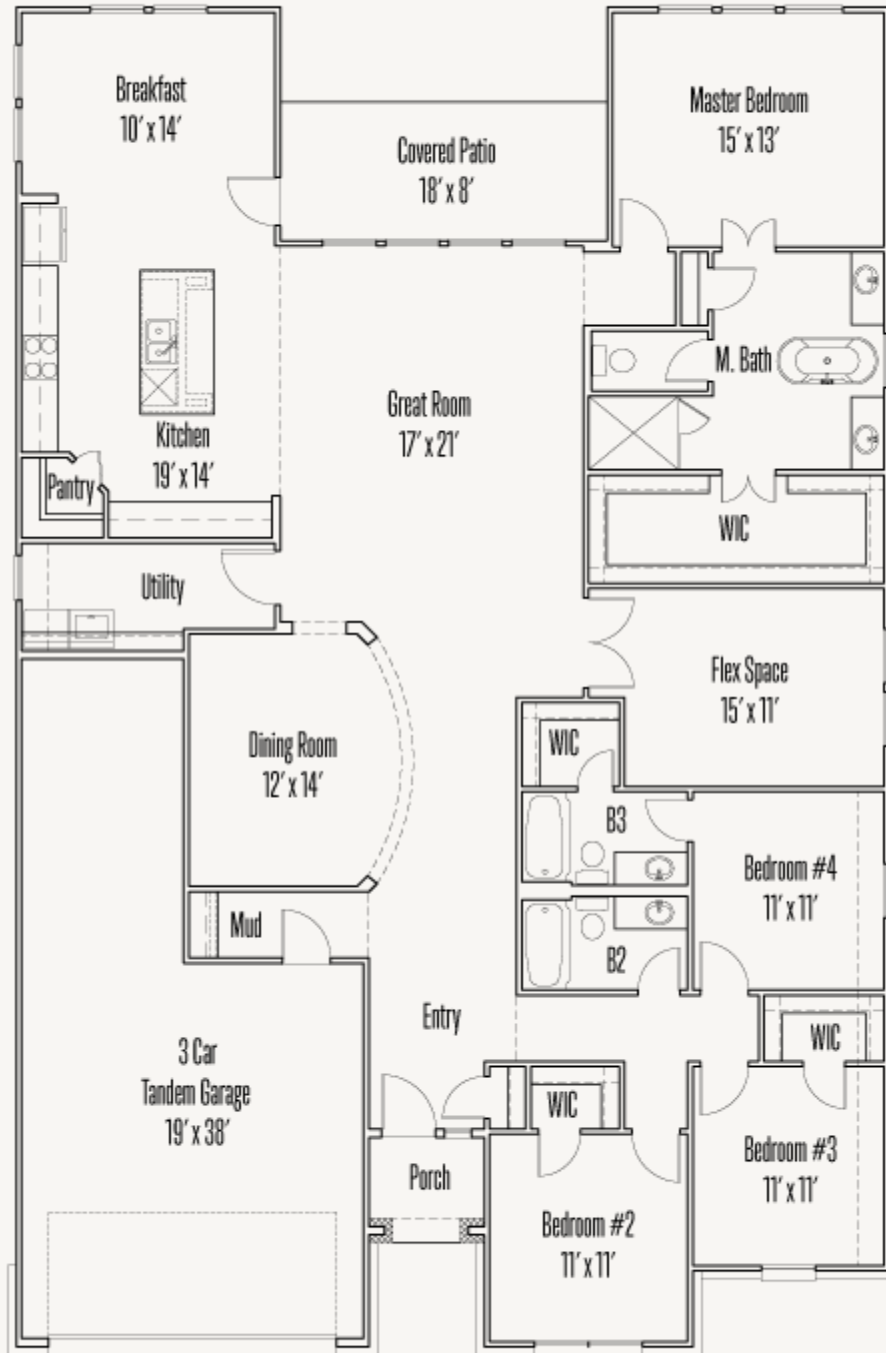 Breakfast
10' x 14'
Covered Patio
18' x 8'
Master Bedroom
15' x 13'
M. Bath
Great Room
17' x 21'
Kitchen
19' x 14'
Pantry
WIC
Utility
Flex Space
15' x 11'
Dining Room
12' x 14'
WIC
B3
Bedroom #4
11' x 11'
Mud
B2
Entry
WIC
3 Car
Tandem Garage
19' x 38'
WIC
Porch
Bedroom #3
11' x 11'
Bedroom #2
11' x 11'